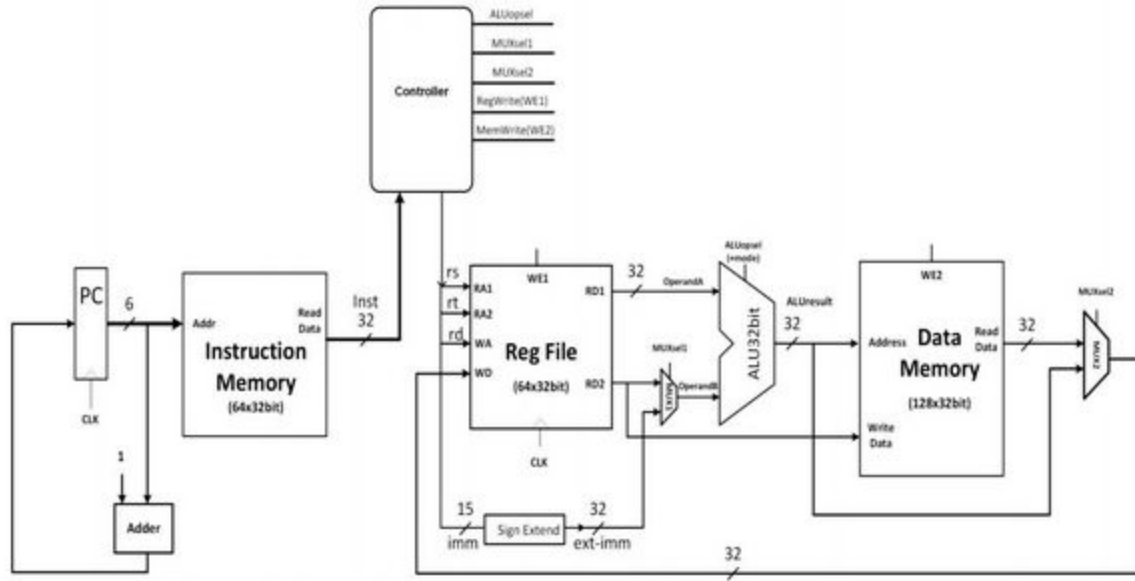 ALUopsel
MUXsel1
MUXsel2
RegWrite(WE1)
MemWrite(WE2)
Controller
PC
6
CLK
1
Adder
Addr
Read
Data
Instruction
Memory
(64x32bit)
Inst
32
rs
rt
rd
WE1
RA1
RA2
WA
WD
RD1
RD2
Reg File
(64x32bit)
CLK
32
OperandA
MUXsel1
MUX1
OperandB
ALUopsel
(+mode)
ALU32bit
ALUresult
32
WE2
Address
Read
Data
Data
Memory
(128x32bit)
Write
Data
32
MUXsel2
MUX2
15
imm
Sign Extend
32
ext-imm
32